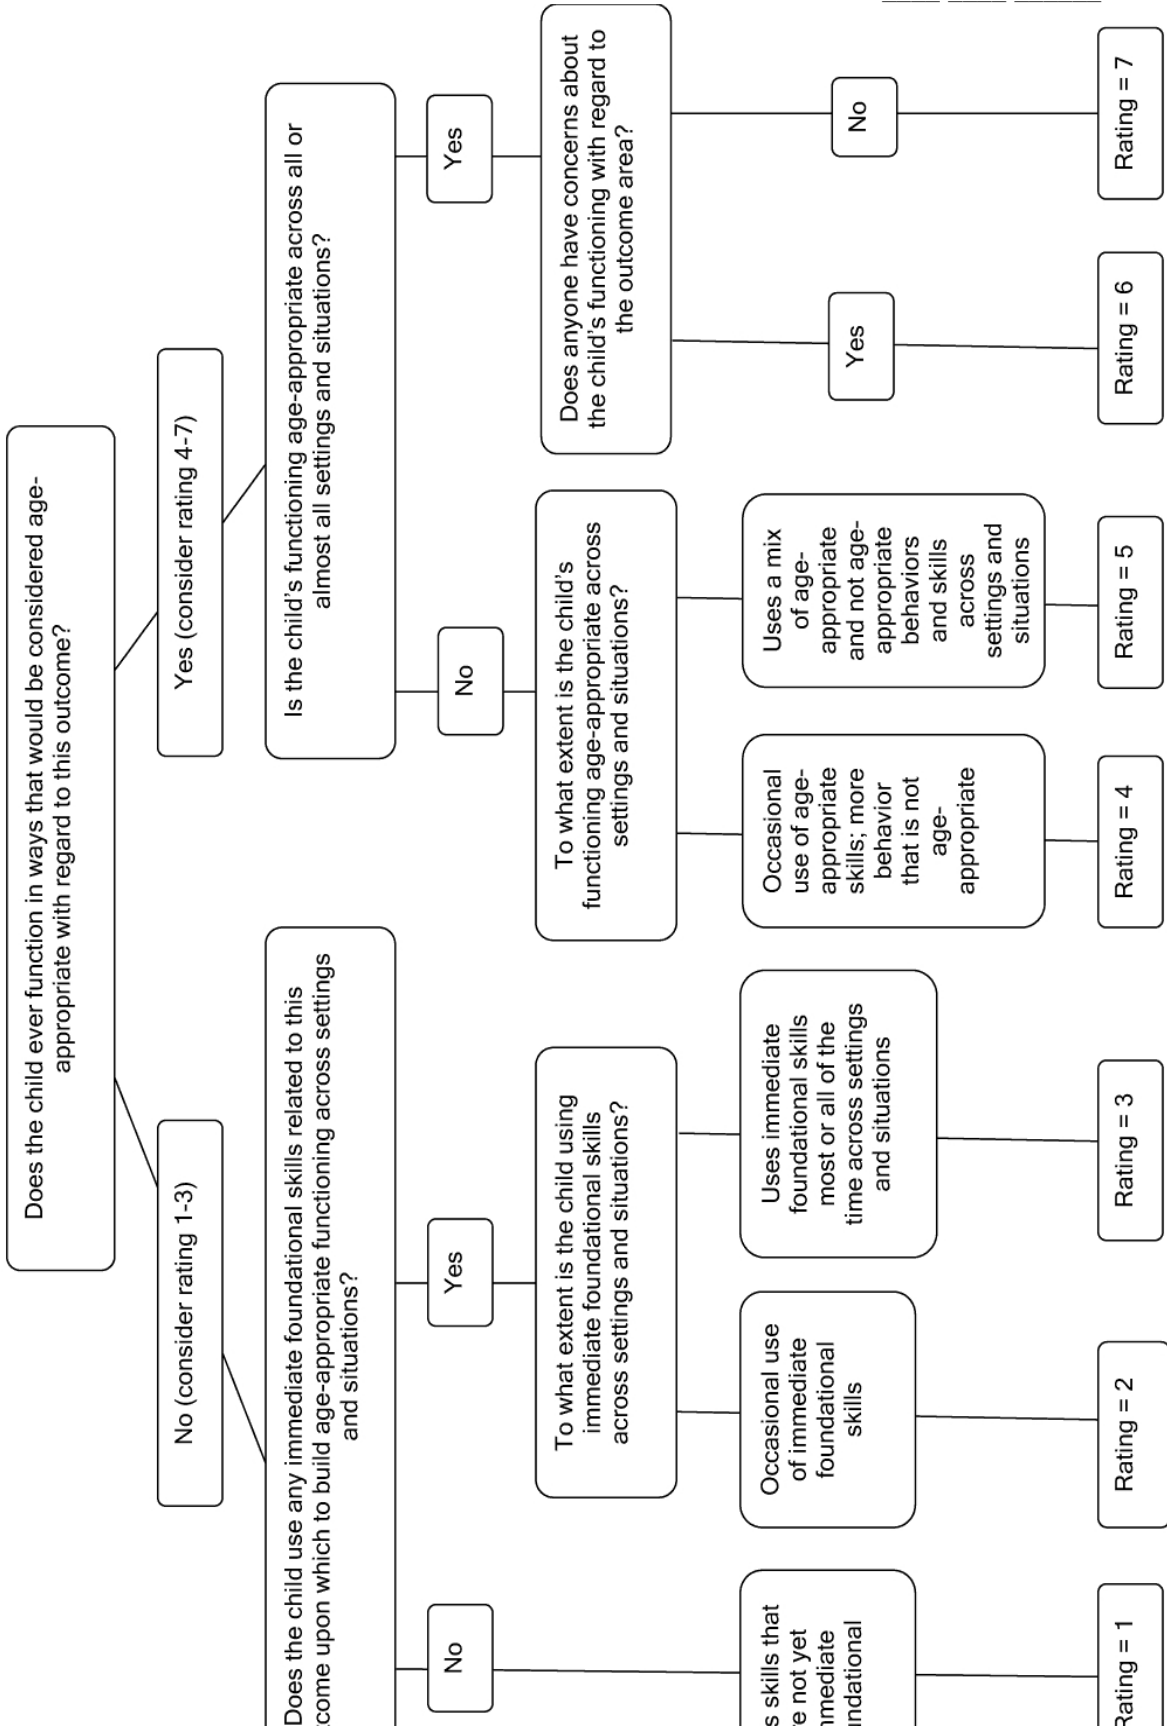 Does the child ever function in ways that would be considered age-
appropriate with regard to this outcome?
No (consider rating 1-3)
Yes (consider rating 4-7)
Does the child use any immediate foundational skills related to this
come upon which to build age-appropriate functioning across settings
and situations?
Is the child's functioning age-appropriate across all or
almost all settings and situations?
No
Yes
No
Yes
To what extent is the child using
immediate foundational skills
across settings and situations?
To what extent is the child's
functioning age-appropriate across
settings and situations?
Does anyone have concerns about
the child's functioning with regard to
the outcome area?
s skills that
re not yet
mmediate
undational
Occasional use
of immediate
foundational
skills
Uses immediate
foundational skills
most or all of the
time across settings
and situations
Occasional
use of age-
appropriate
skills; more
behavior
that is not
age-
appropriate
Uses a mix
of age-
appropriate
and not age-
appropriate
behaviors
and skills
across
settings and
situations
Yes
No
Rating = 1
Rating = 2
Rating = 3
Rating = 4
Rating = 5
Rating = 6
Rating = 7